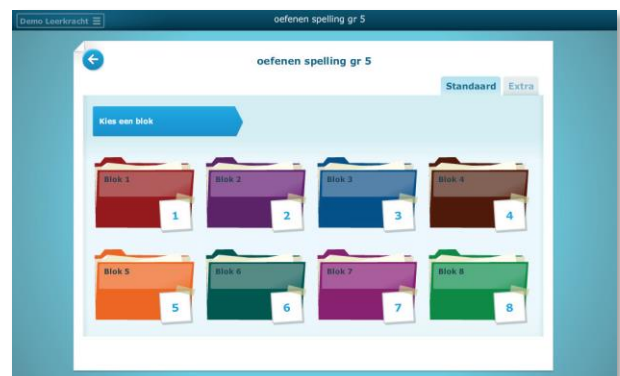 Demo Leerkracht
oefenen spelling gr 5
oefenen spelling gr 5
Standaard Extra
Kies een blok
Blok 1 Blok 2 Blok 3 Blok 4
1 2 3 4
Blok 5 Blok 6 Blok 7 Blok 8
5 6 7 8